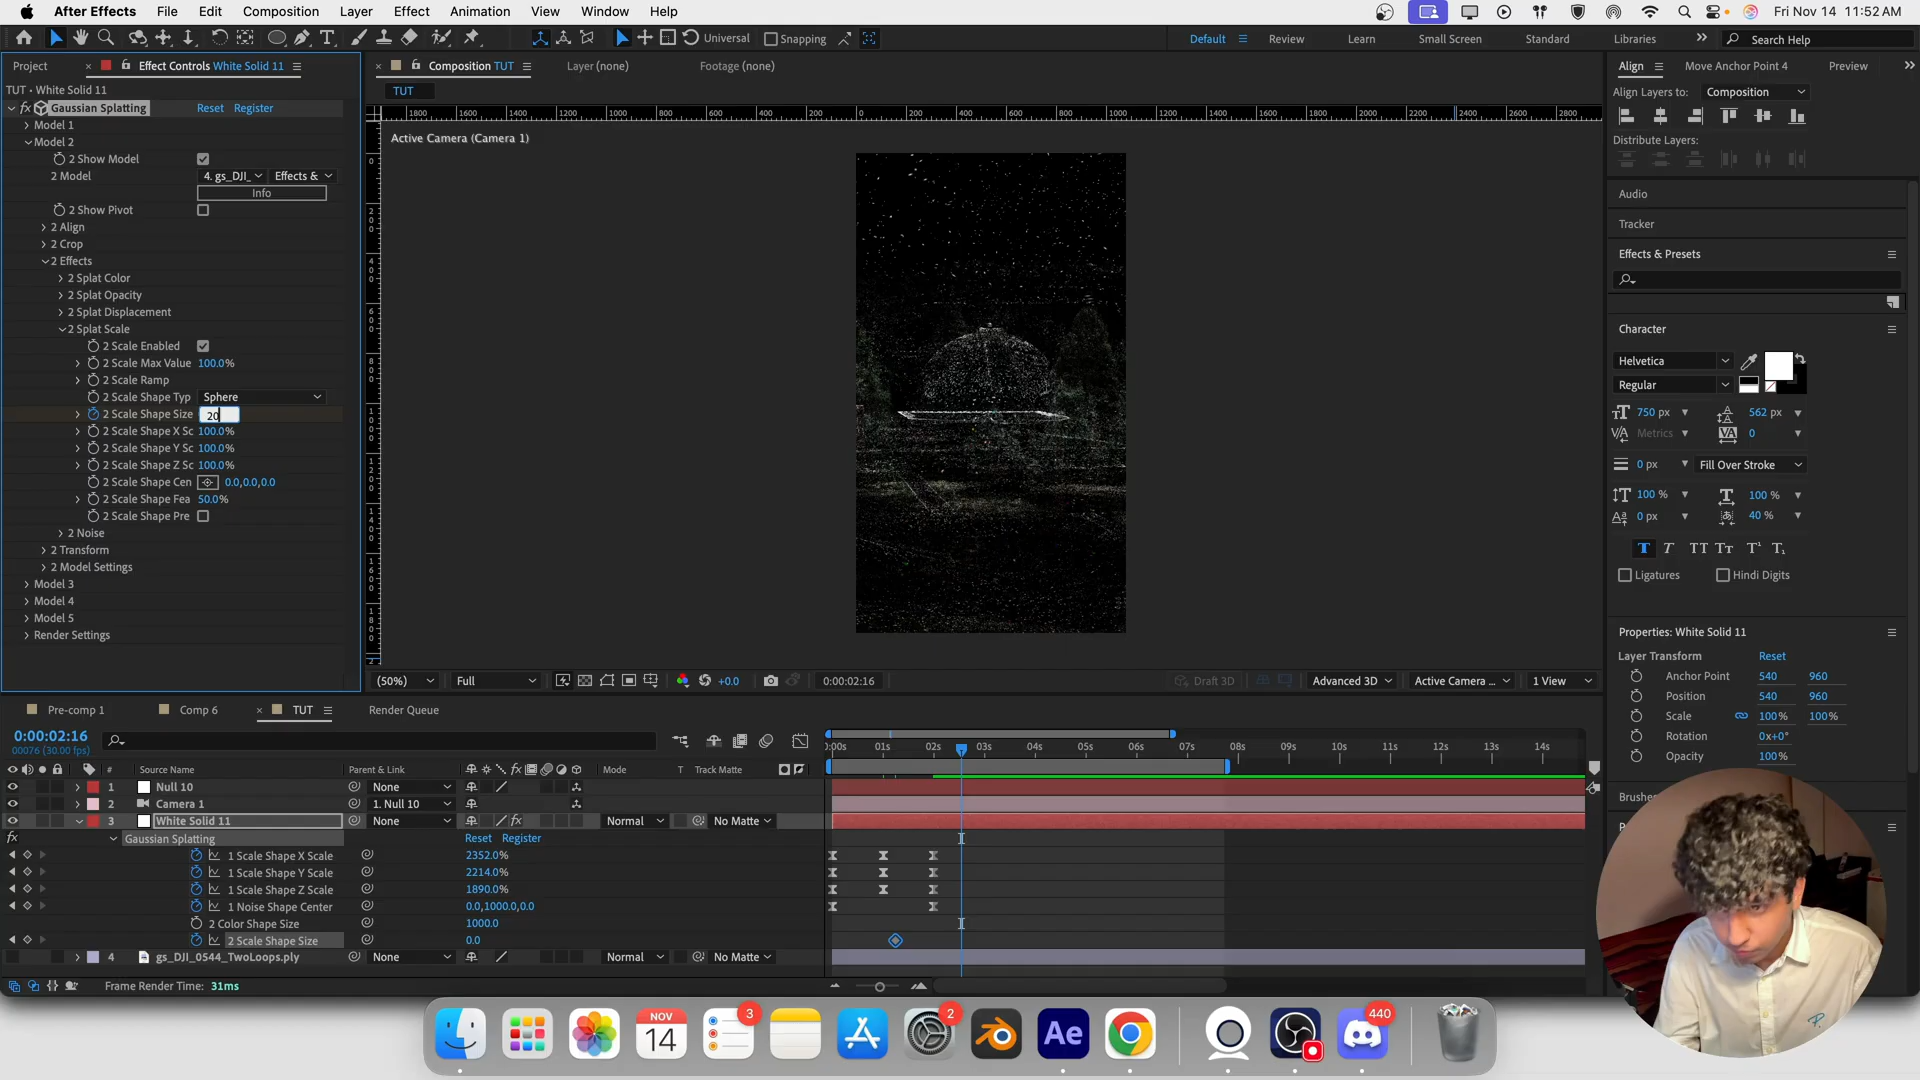 After Effects File Edit Composition Layer Effect Animation View Window Help Fri Nov 14 11:52 AM
Universal Snapping Default Review Learn Small Screen Standard Libraries Search Help
Project Effect Controls White Solid 11 Composition TUT Layer (none) Footage (none) Align Move Anchor Point 4 Preview
TUT • White Solid 11
TUT
Align Layers to: Composition
Gaussian Splatting Reset Register
Distribute Layers:
Active Camera (Camera 1)
Model 1
Model 2
2 Show Model
2 Model 4. gs_DJI_ Effects &
Info
2 Show Pivot
2 Align
2 Crop
2 Effects
2 Splat Color
2 Splat Opacity
2 Splat Displacement
2 Splat Scale
2 Scale Enabled
2 Scale Max Value 100.0%
2 Scale Ramp
2 Scale Shape Typ Sphere
2 Scale Shape Size 20
2 Scale Shape X Sc 100.0%
2 Scale Shape Y Sc 100.0%
2 Scale Shape Z Sc 100.0%
2 Scale Shape Cen 0.0,0.0,0.0
2 Scale Shape Fea 50.0%
2 Scale Shape Pre
2 Noise
2 Transform
2 Model Settings
Model 3
Model 4
Model 5
Render Settings
Audio
Tracker
Effects & Presets
Character
Helvetica
Regular
750 px 562 px
Metrics 0
0 px Fill Over Stroke
100 % 100 %
0 px 40 %
Ligatures Hindi Digits
Properties: White Solid 11
Layer Transform Reset
Anchor Point 540 960
Position 540 960
Scale 100% 100%
Rotation 0x+0°
Opacity 100%
(50%) Full +0.0 0:00:02:16 Draft 3D Advanced 3D Active Camera ... 1 View
Pre-comp 1 Comp 6 TUT Render Queue
0:00:02:16
00076 (30.00 fps)
:00s 01s 02s 03s 04s 05s 06s 07s 08s 09s 10s 11s 12s 13s 14s
# Source Name Parent & Link Mode T Track Matte
1 Null 10 None
2 Camera 1 1. Null 10
3 White Solid 11 None Normal No Matte
Gaussian Splatting Reset Register
1 Scale Shape X Scale 2352.0%
1 Scale Shape Y Scale 2214.0%
1 Scale Shape Z Scale 1890.0%
1 Noise Shape Center 0.0,1000.0,0.0
2 Color Shape Size 1000.0
2 Scale Shape Size 0.0
4 gs_DJI_0544_TwoLoops.ply None Normal No Matte
Frame Render Time: 31ms
NOV
14
3
2
Ae
440